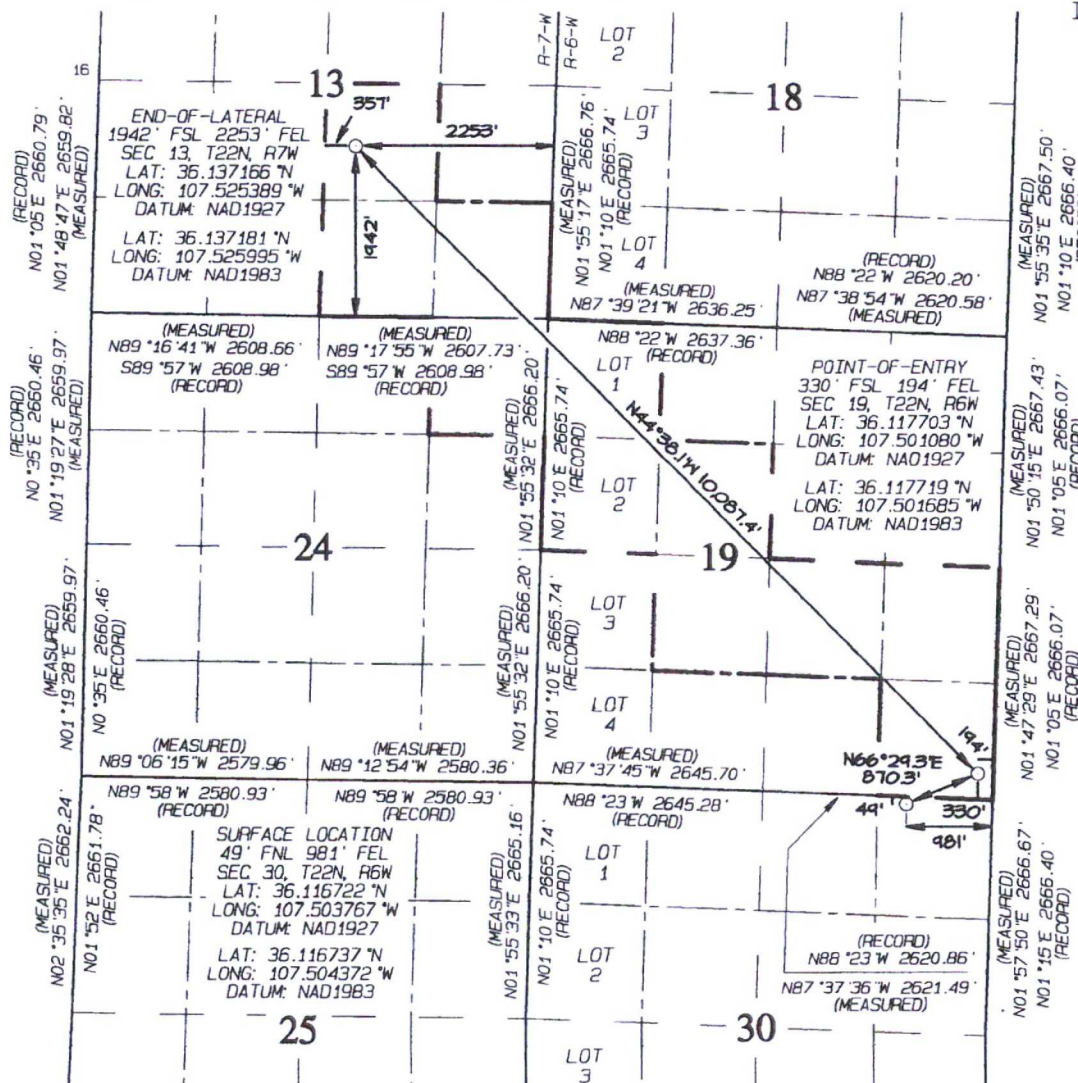 R-7-W
R-6-W
LOT
2
16
13
18
357'
2253'
1942'
END-OF-LATERAL
1942' FSL 2253' FEL
SEC 13, T22N, R7W
LAT: 36.137166 °N
LONG: 107.525389 °W
DATUM: NAD1927
LAT: 36.137181 °N
LONG: 107.525995 °W
DATUM: NAD1983
(RECORD)
N01 °05'E 2660.79'
N01 °48'47"E 2659.82'
(MEASURED)
(MEASURED)
N01 °55'17"E 2666.76'
N01 °10'E 2665.74'
(RECORD)
LOT
3
LOT
4
(MEASURED)
N87 °39'21"W 2636.25'
N88 °22'W 2637.36'
(RECORD)
(RECORD)
N88 °22'W 2620.20'
N87 °38'54"W 2620.58'
(MEASURED)
(MEASURED)
N01 °55'35"E 2667.50'
N01 °10'E 2666.40'
(MEASURED)
N89 °16'41"W 2608.66'
S89 °57'W 2608.98'
(RECORD)
(MEASURED)
N89 °17'55"W 2607.73'
S89 °57'W 2608.98'
(RECORD)
(RECORD)
N0 °35'E 2660.46'
N01 °19'27"E 2659.97'
(MEASURED)
(MEASURED)
N01 °55'32"E 2666.20'
N01 °10'E 2665.74'
(RECORD)
LOT
1
LOT
2
N44°38.1'W 10,087.4'
POINT-OF-ENTRY
330' FSL 194' FEL
SEC 19, T22N, R6W
LAT: 36.117703 °N
LONG: 107.501080 °W
DATUM: NAD1927
LAT: 36.117719 °N
LONG: 107.501685 °W
DATUM: NAD1983
(MEASURED)
N01 °50'15"E 2667.43'
N01 °05'E 2666.07'
(RECORD)
24
19
(MEASURED)
N01 °19'28"E 2659.97'
N0 °35'E 2660.46'
(RECORD)
(MEASURED)
N01 °55'32"E 2666.20'
N01 °10'E 2665.74'
(RECORD)
LOT
3
LOT
4
(MEASURED)
N01 °47'29"E 2667.29'
N01 °05'E 2666.07'
(RECORD)
194'
N66°29.3'E
870.3'
49'
330'
981'
(MEASURED)
N89 °06'15"W 2579.96'
N89 °58'W 2580.93'
(RECORD)
(MEASURED)
N89 °12'54"W 2580.36'
N89 °58'W 2580.93'
(RECORD)
(MEASURED)
N87 °37'45"W 2645.70'
N88 °23'W 2645.28'
(RECORD)
SURFACE LOCATION
49' FNL 981' FEL
SEC 30, T22N, R6W
LAT: 36.116722 °N
LONG: 107.503767 °W
DATUM: NAD1927
LAT: 36.116737 °N
LONG: 107.504372 °W
DATUM: NAD1983
(MEASURED)
N02 °35'35"E 2662.24'
N01 °52'E 2661.78'
(RECORD)
(MEASURED)
N01 °55'33"E 2665.16'
N01 °10'E 2665.74'
(RECORD)
LOT
1
LOT
2
(RECORD)
N88 °23'W 2620.86'
N87 °37'36"W 2621.49'
(MEASURED)
(MEASURED)
N01 °57'50"E 2666.67'
N01 °15'E 2666.40'
(RECORD)
25
30
LOT
3